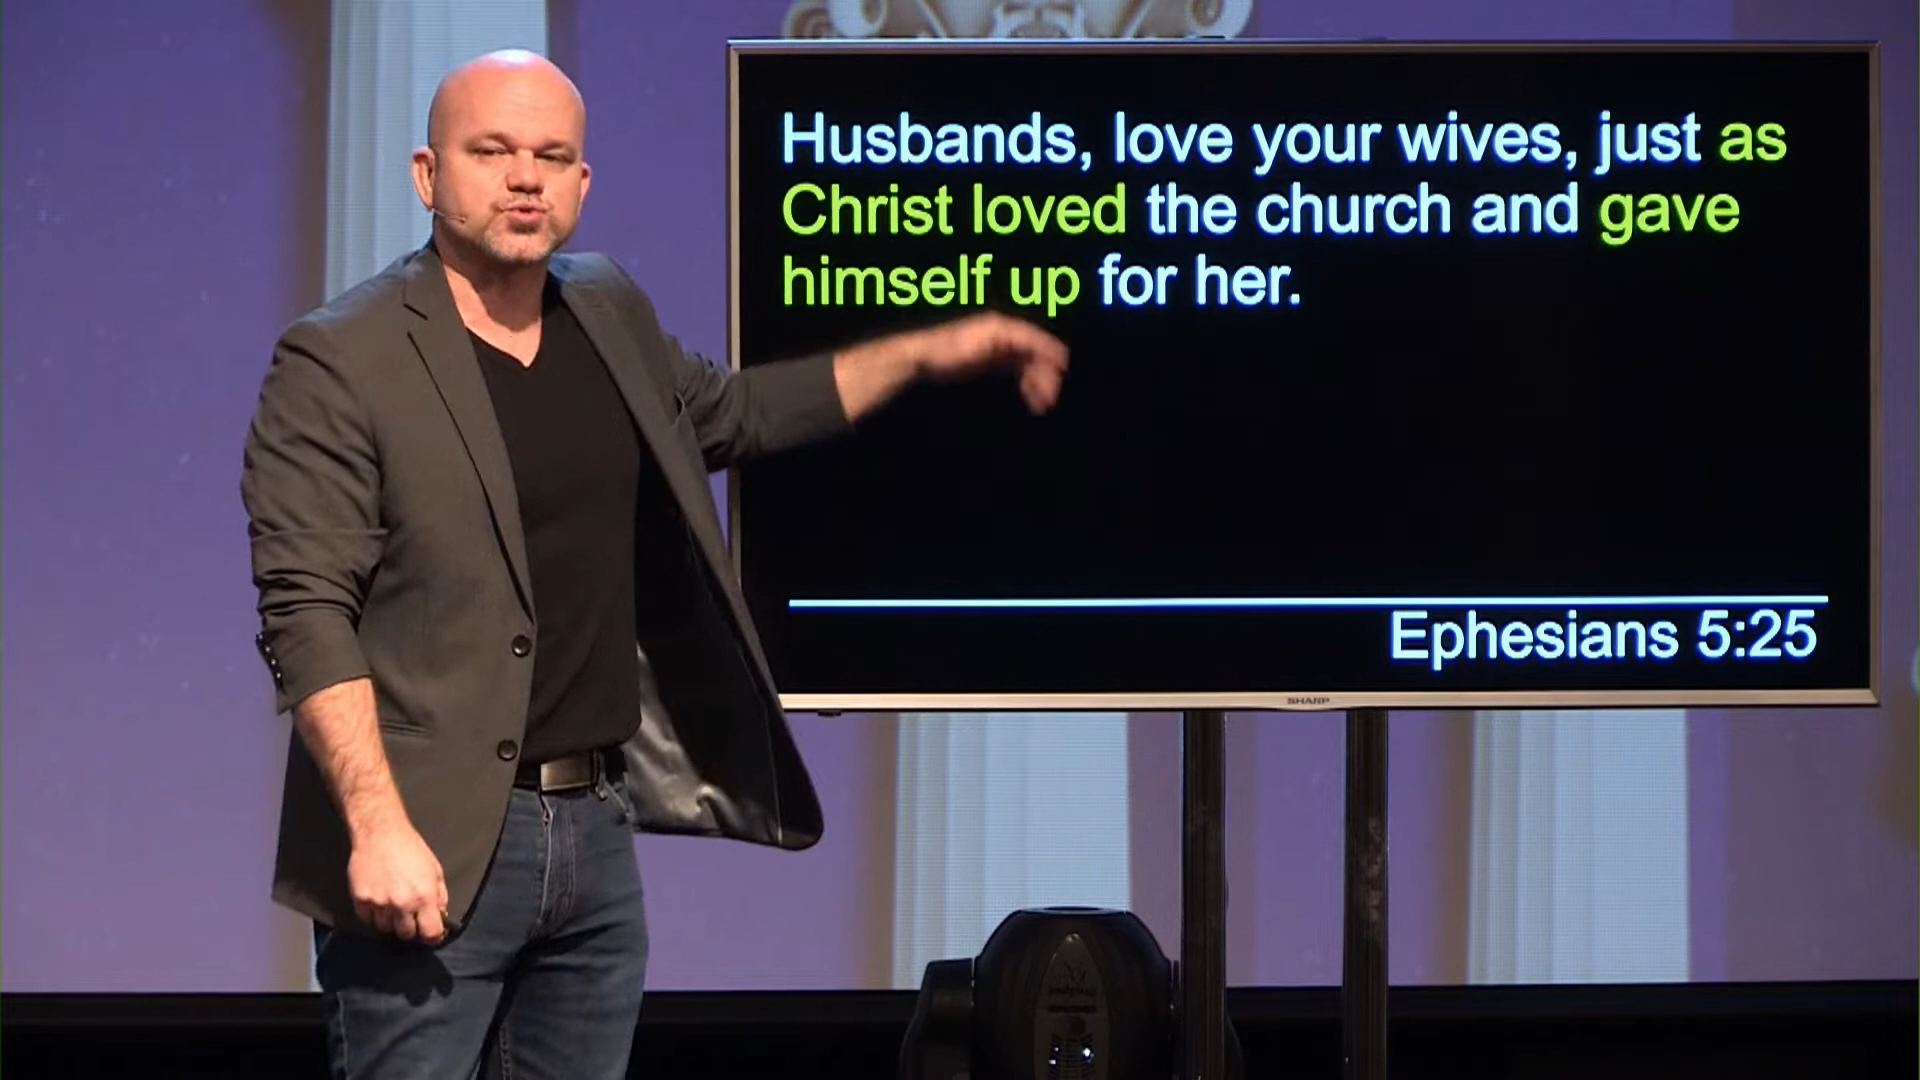 Husbands, love your wives, just as
Christ loved the church and gave
himself up for her.
Ephesians 5:25
SHARP